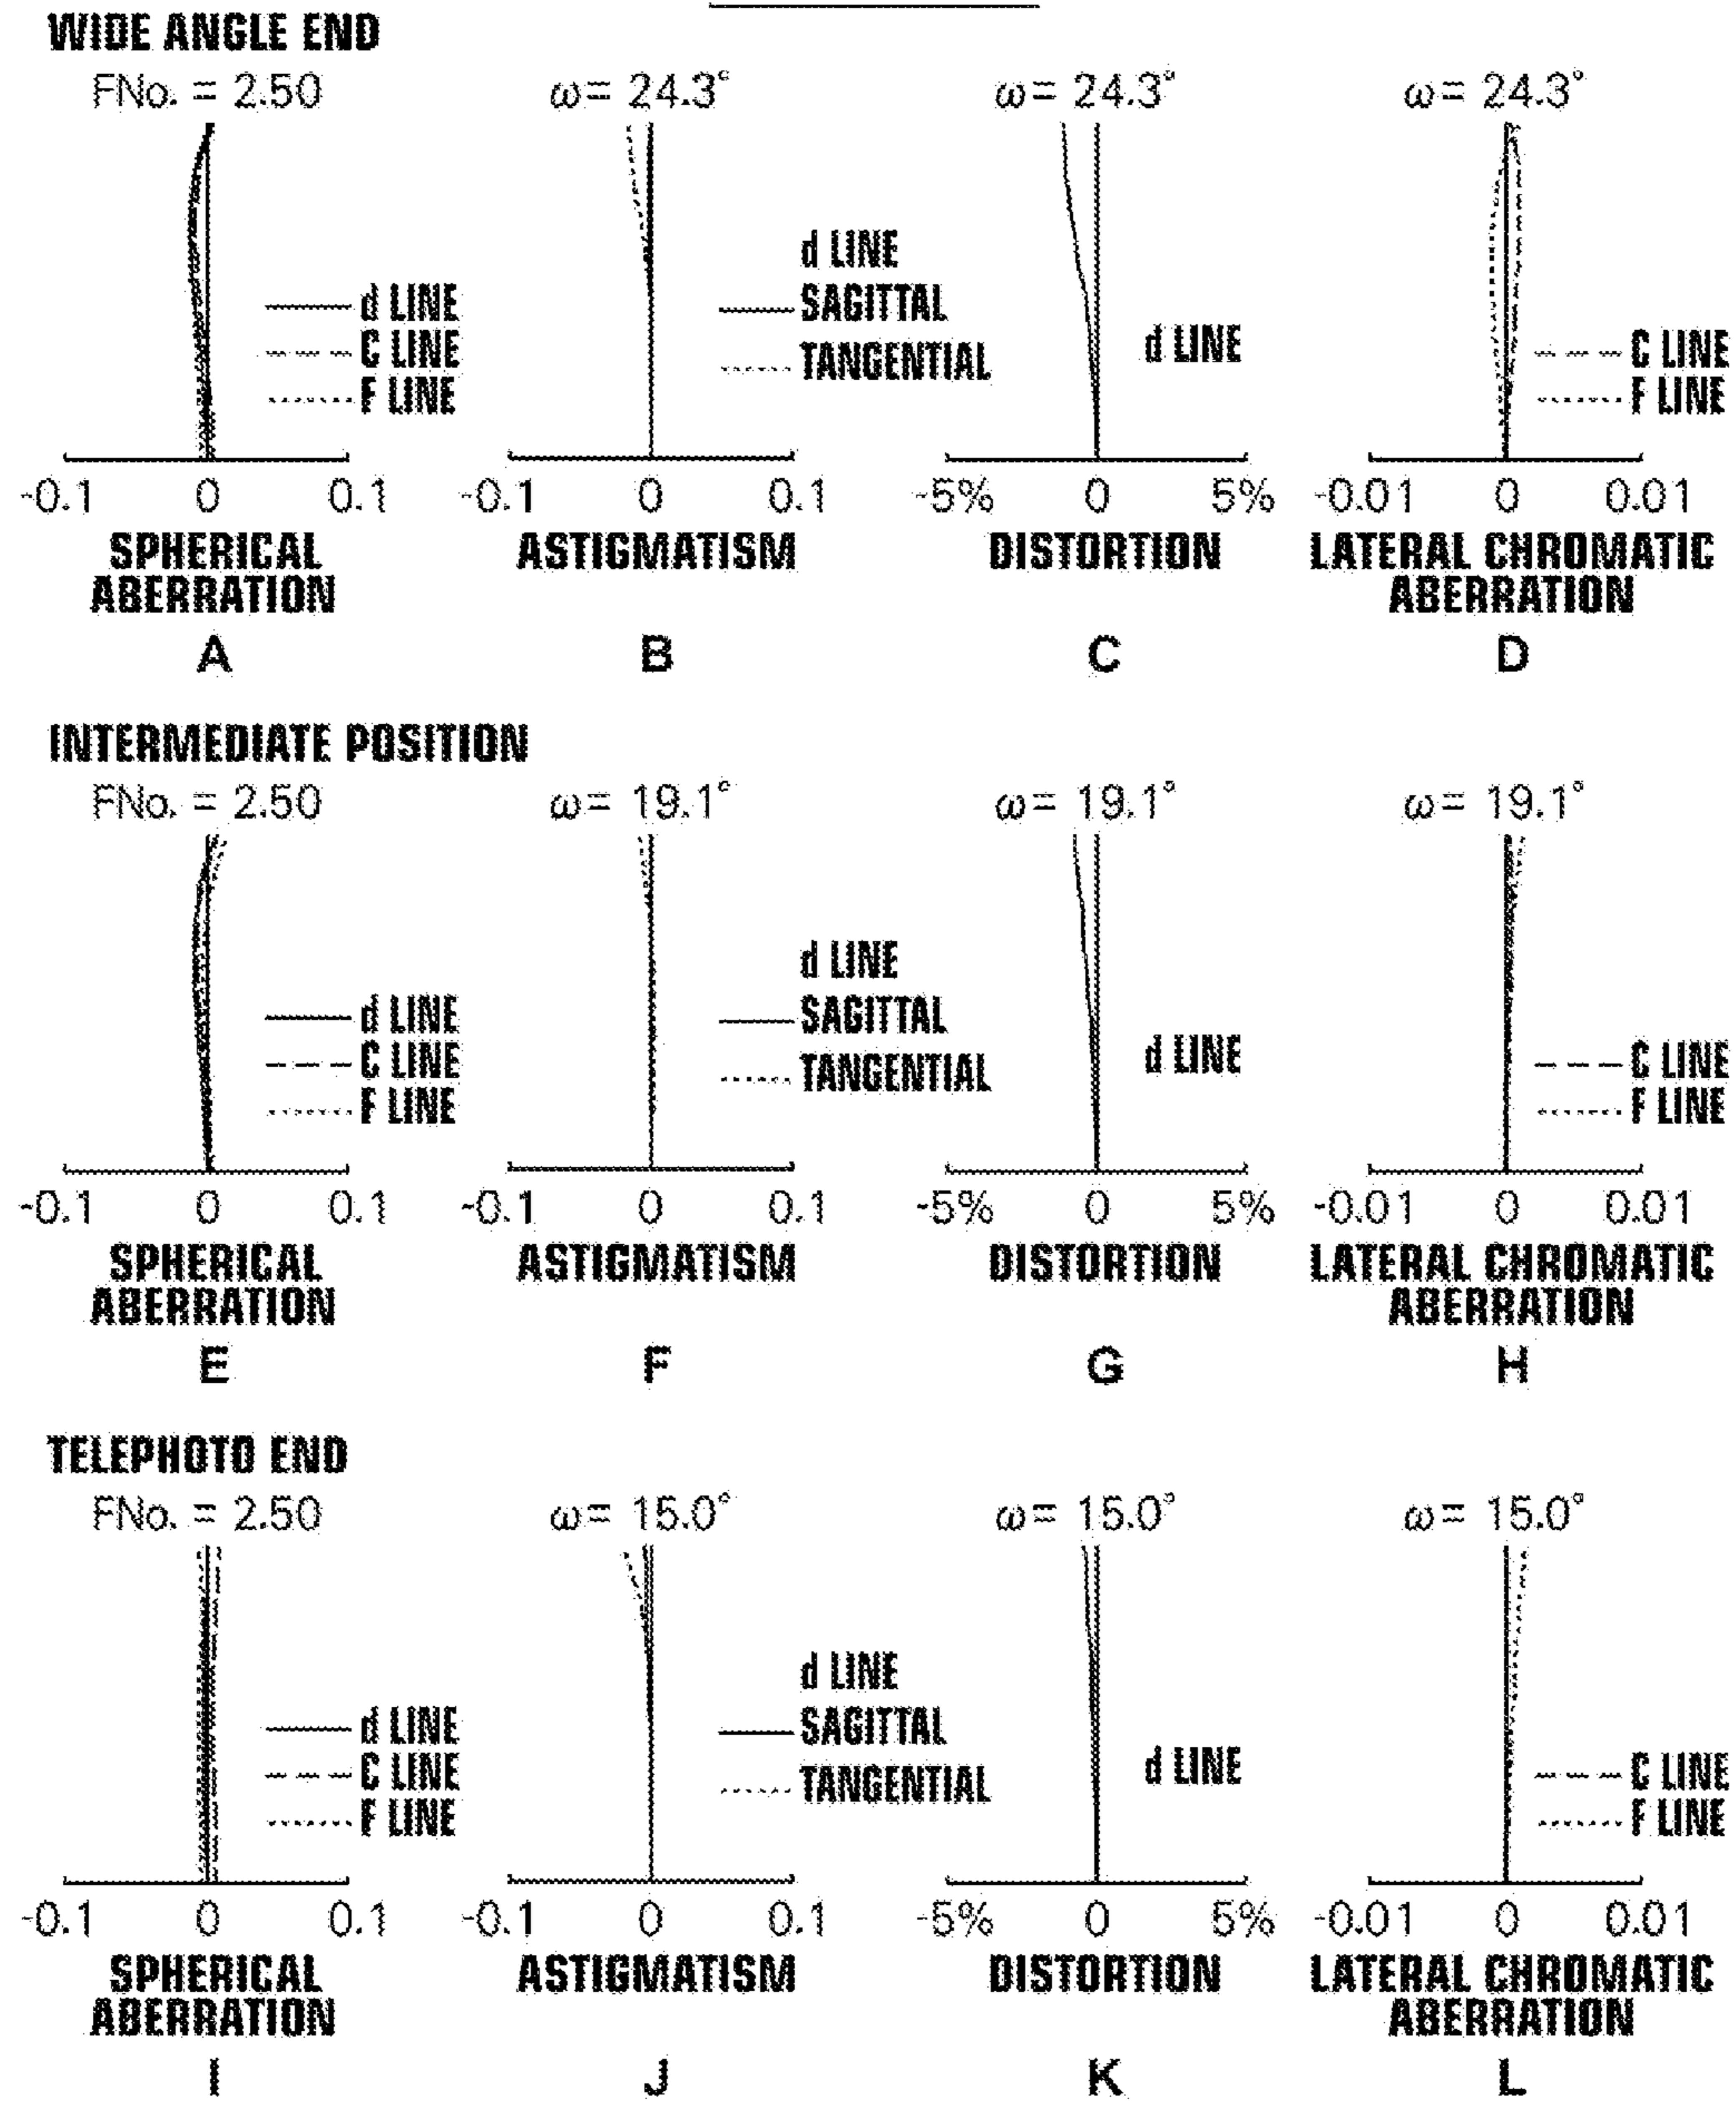 WIDE ANGLE END
FNo. = 2.50
ω= 24.3°
ω= 24.3°
ω= 24.3°
d LINE
C LINE
F LINE
d LINE
SAGITTAL
TANGENTIAL
d LINE
C LINE
F LINE
-0.1 0 0.1
-0.1 0 0.1
-5% 0 5%
-0.01 0 0.01
SPHERICAL
ABERRATION
ASTIGMATISM
DISTORTION
LATERAL CHROMATIC
ABERRATION
A
B
C
D
INTERMEDIATE POSITION
FNo. = 2.50
ω= 19.1°
ω= 19.1°
ω= 19.1°
d LINE
C LINE
F LINE
d LINE
SAGITTAL
TANGENTIAL
d LINE
C LINE
F LINE
-0.1 0 0.1
-0.1 0 0.1
-5% 0 5%
-0.01 0 0.01
SPHERICAL
ABERRATION
ASTIGMATISM
DISTORTION
LATERAL CHROMATIC
ABERRATION
E
F
G
H
TELEPHOTO END
FNo. = 2.50
ω= 15.0°
ω= 15.0°
ω= 15.0°
d LINE
C LINE
F LINE
d LINE
SAGITTAL
TANGENTIAL
d LINE
C LINE
F LINE
-0.1 0 0.1
-0.1 0 0.1
-5% 0 5%
-0.01 0 0.01
SPHERICAL
ABERRATION
ASTIGMATISM
DISTORTION
LATERAL CHROMATIC
ABERRATION
I
J
K
L